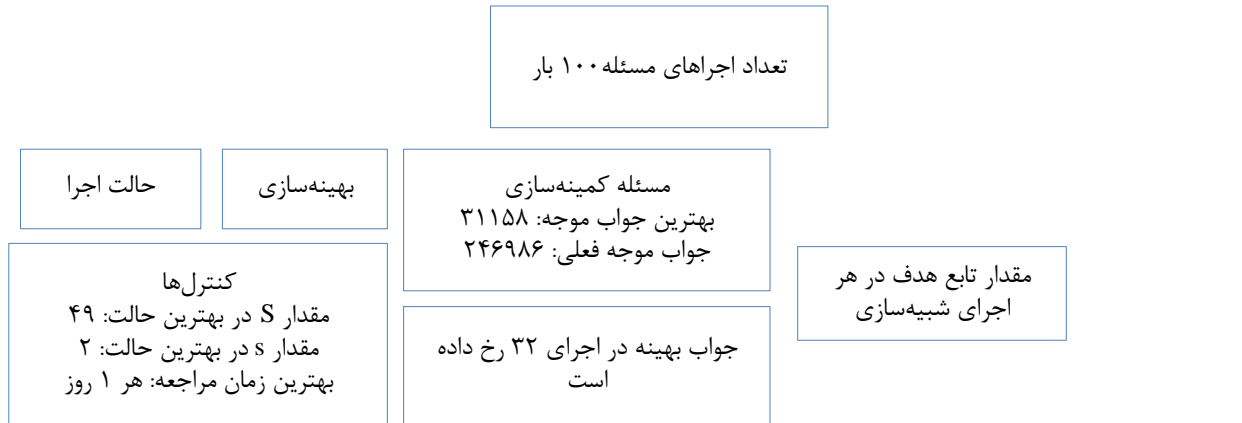 تعداد اجراهای مسئله۱۰۰ بار
مسئله کمینه‌سازی
بهترین جواب موجه: ۳۱۱۵۸
جواب موجه فعلی: ۲۴۶۹۸۶
بهینه‌سازی
حالت اجرا
مقدار تابع هدف در هر
اجرای شبیه‌سازی
جواب بهینه در اجرای ۳۲ رخ داده
است
کنترل‌ها
مقدار S در بهترین حالت: ۴۹
مقدار s در بهترین حالت: ۲
بهترین زمان مراجعه: هر ۱ روز